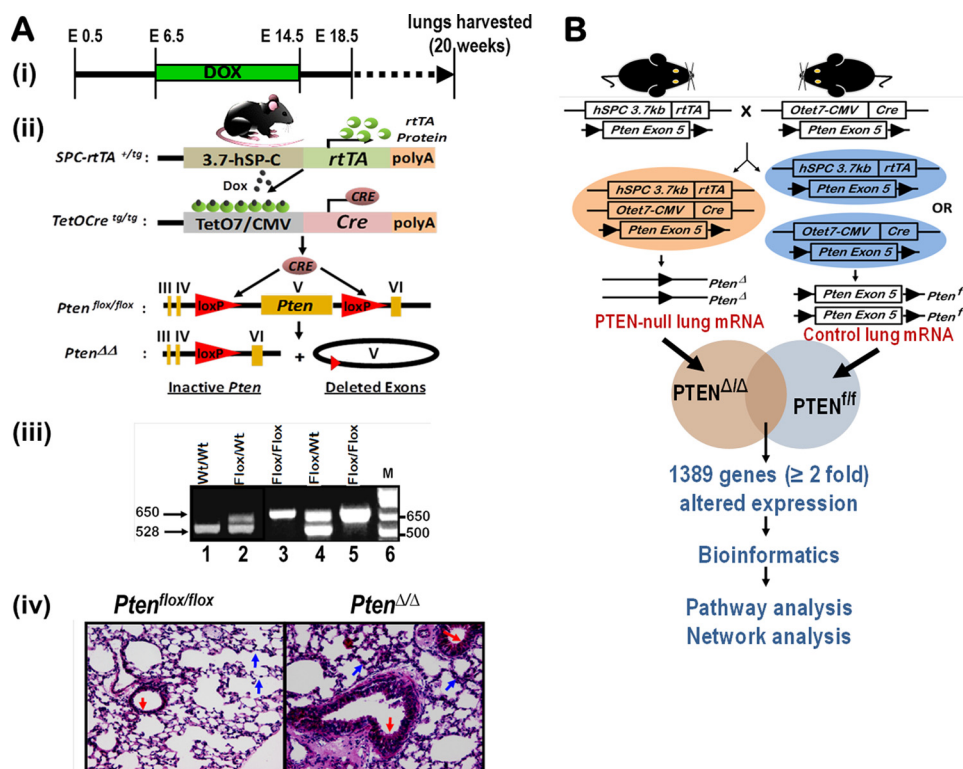 A
(i)
E 0.5
E 6.5
E 14.5
E 18.5
lungs harvested
(20 weeks)
DOX
(ii)
rtTA
Protein
SPC-rtTA +/tg :
3.7-hSP-C
rtTA
polyA
Dox
CRE
TetOCre tg/tg :
TetO7/CMV
Cre
polyA
CRE
III IV
V
VI
Pten flox/flox :
loxP
Pten
loxP
III IV
VI
Pten ΔΔ :
loxP
+
V
Inactive Pten
Deleted Exons
(iii)
Wt/Wt
Flox/Wt
Flox/Flox
Flox/Wt
Flox/Flox
M
650
528
650
500
1 2 3 4 5 6
(iv)
Pten flox/flox
Pten Δ/Δ
B
hSPC 3.7kb rtTA
Pten Exon 5
X
Otet7-CMV Cre
Pten Exon 5
hSPC 3.7kb rtTA
Otet7-CMV Cre
Pten Exon 5
hSPC 3.7kb rtTA
Pten Exon 5
OR
Otet7-CMV Cre
Pten Exon 5
Pten Δ
Pten Δ
PTEN-null lung mRNA
Pten Exon 5 Pten f
Pten Exon 5 Pten f
Control lung mRNA
PTEN Δ/Δ
PTEN f/f
1389 genes (≥ 2 fold)
altered expression
Bioinformatics
Pathway analysis
Network analysis